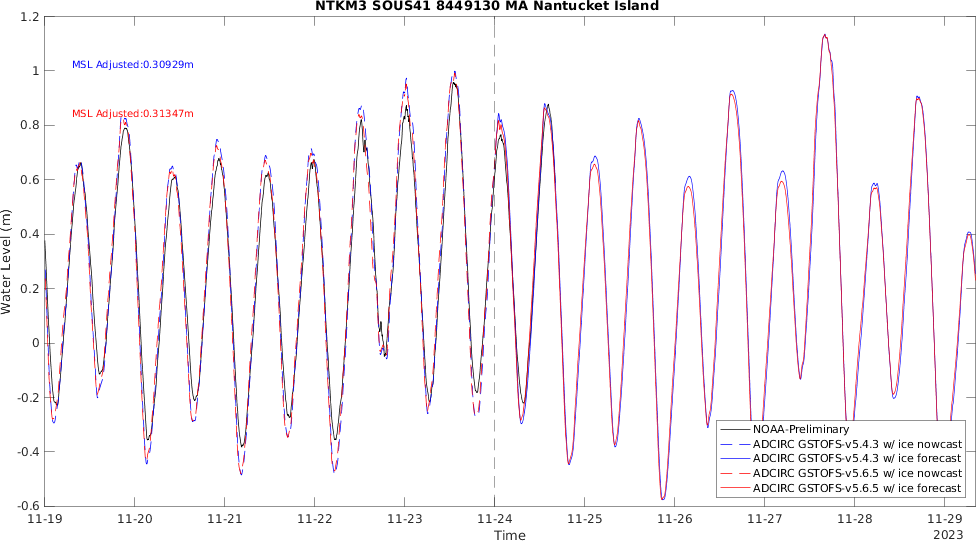 NTKM3 SOUS41 8449130 MA Nantucket Island
1.2
1
0.8
0.6
0.4
0.2
0
-0.2
-0.4
-0.6
Water Level (m)
MSL Adjusted:0.30929m
MSL Adjusted:0.31347m
NOAA-Preliminary
ADCIRC GSTOFS-v5.4.3 w/ ice nowcast
ADCIRC GSTOFS-v5.4.3 w/ ice forecast
ADCIRC GSTOFS-v5.6.5 w/ ice nowcast
ADCIRC GSTOFS-v5.6.5 w/ ice forecast
11-19 11-20 11-21 11-22 11-23 11-24 11-25 11-26 11-27 11-28 11-29
2023
Time